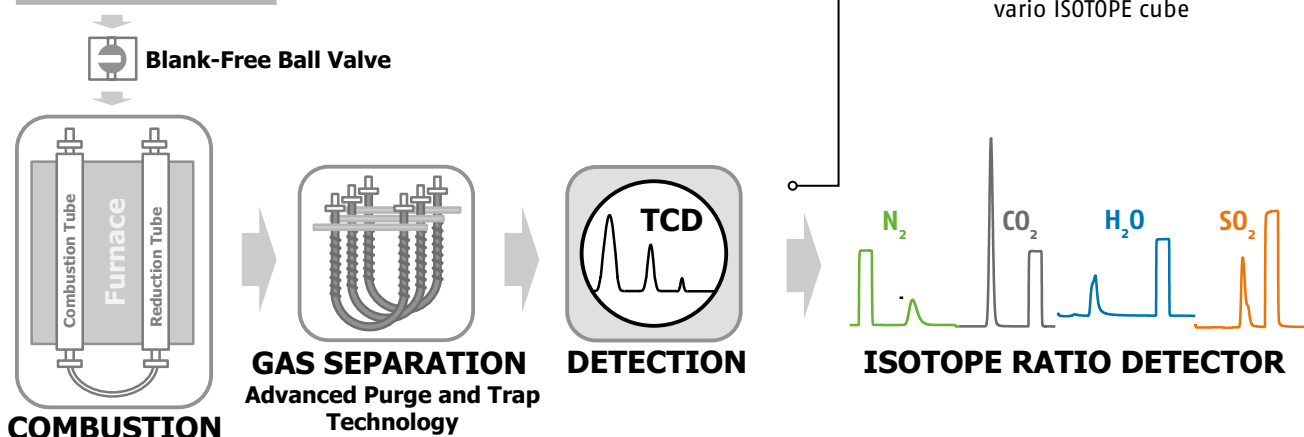 vario ISOTOPE cube
Blank-Free Ball Valve
Combustion Tube
Furnace
Reduction Tube
TCD
N₂
CO₂
H₂O
SO₂
COMBUSTION
GAS SEPARATION
Advanced Purge and Trap
Technology
DETECTION
ISOTOPE RATIO DETECTOR